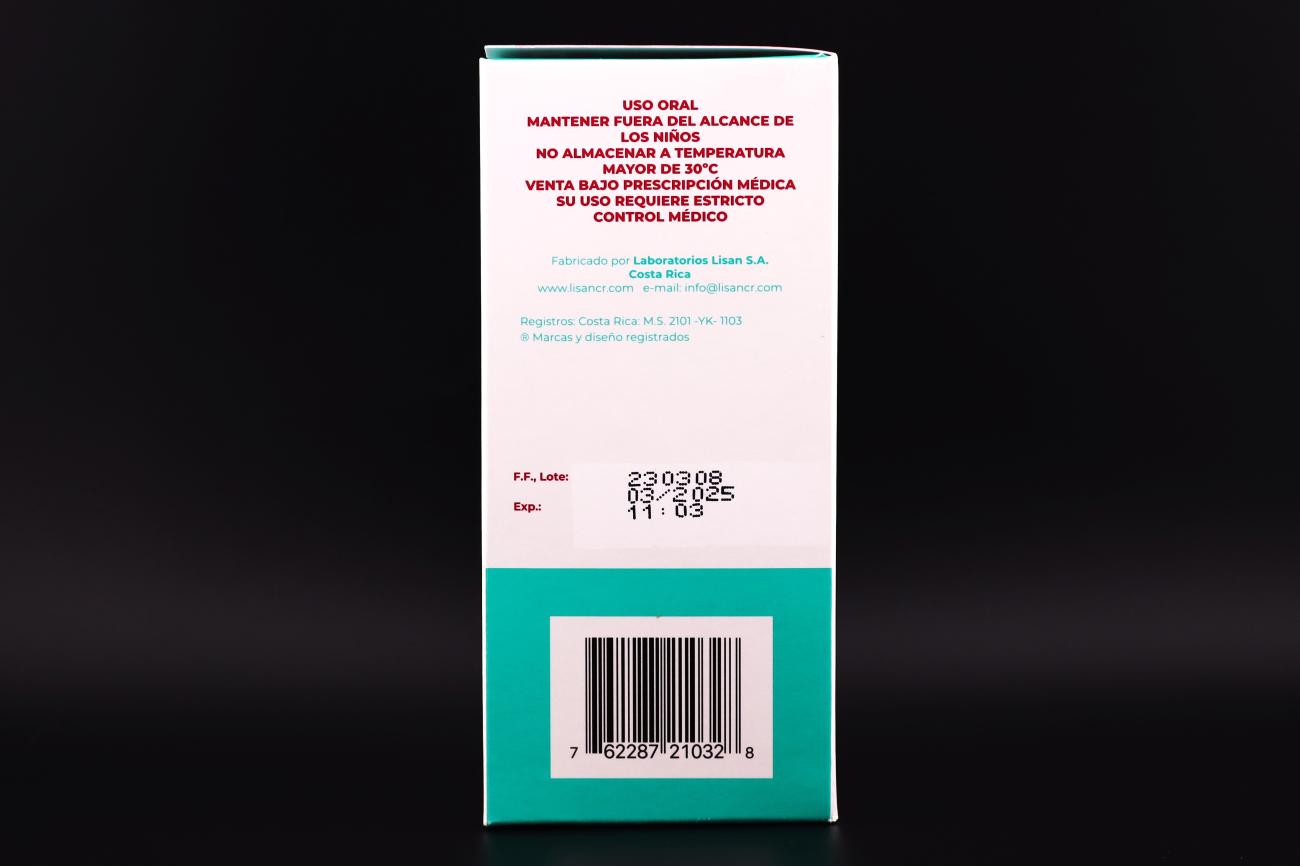 USO ORAL
MANTENER FUERA DEL ALCANCE DE
LOS NIÑOS
NO ALMACENAR A TEMPERATURA
MAYOR DE 30°C
VENTA BAJO PRESCRIPCIÓN MÉDICA
SU USO REQUIERE ESTRICTO
CONTROL MÉDICO
Fabricado por Laboratorios Lisan S.A.
Costa Rica
www.lisancr.com e-mail: info@lisancr.com
Registros: Costa Rica: M.S. 2101 -YK- 1103
® Marcas y diseño registrados
F.F., Lote: 230308
03/2025
Exp.: 11:03
7 62287 21032 8